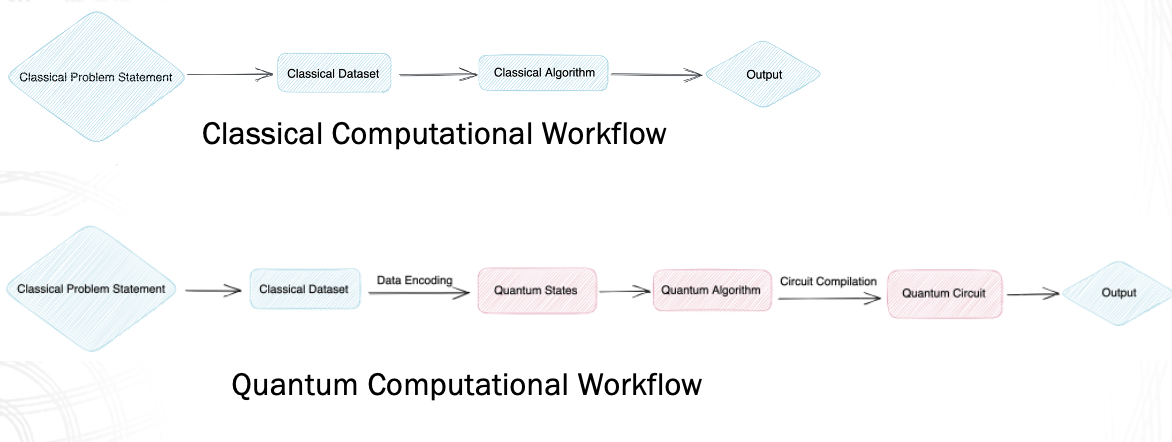 Classical Problem Statement
Classical Dataset
Classical Algorithm
Output
Classical Computational Workflow
Classical Problem Statement
Classical Dataset
Data Encoding
Quantum States
Quantum Algorithm
Circuit Compilation
Quantum Circuit
Output
Quantum Computational Workflow